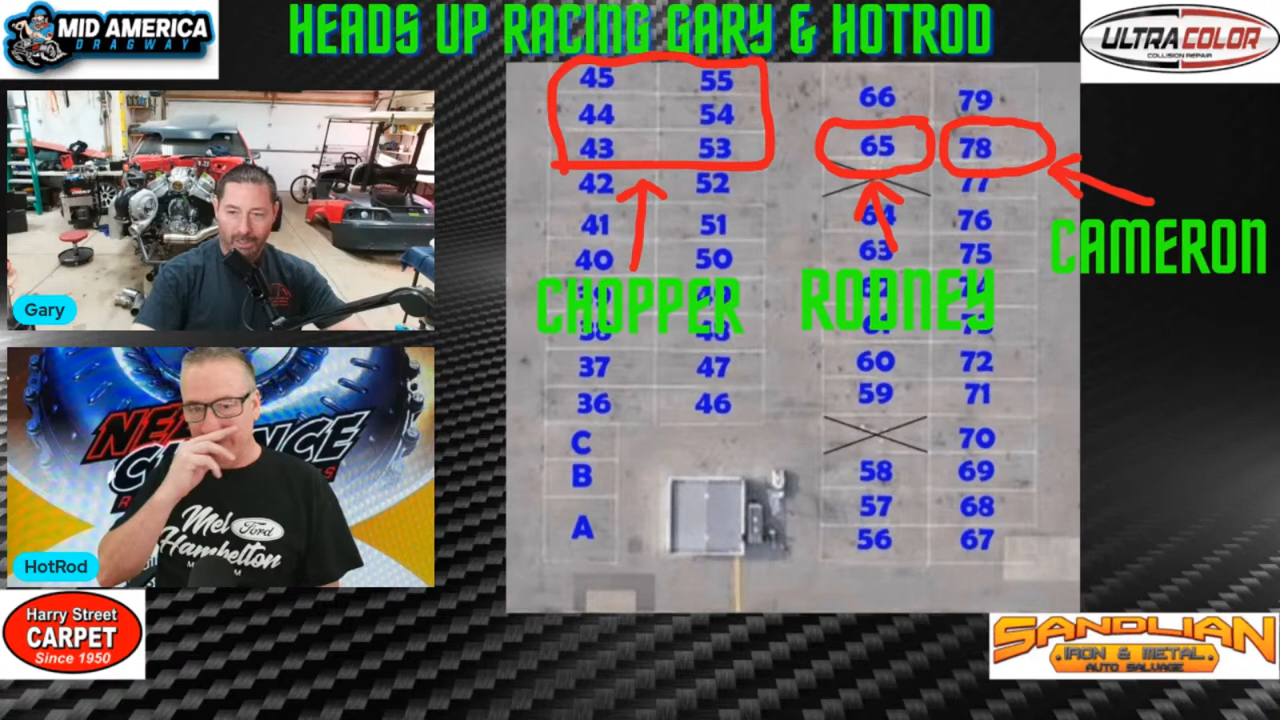 MID AMERICA
DRAGWAY
HEADS UP RACING GARY & HOTROD
ULTRACOLOR
COLLISION REPAIR
Gary
Mel Ford
Hambelton
HotRod
Harry Street
CARPET
Since 1950
45 55
44 54
43 53
42 52
41 51
40 50
37 47
36 46
C
B
A
66 79
65 78
77
64 76
63 75
60 72
59 71
70
58 69
57 68
56 67
CHOPPER
RODNEY
CAMERON
SANDLIAN
IRON & METAL
AUTO SALVAGE